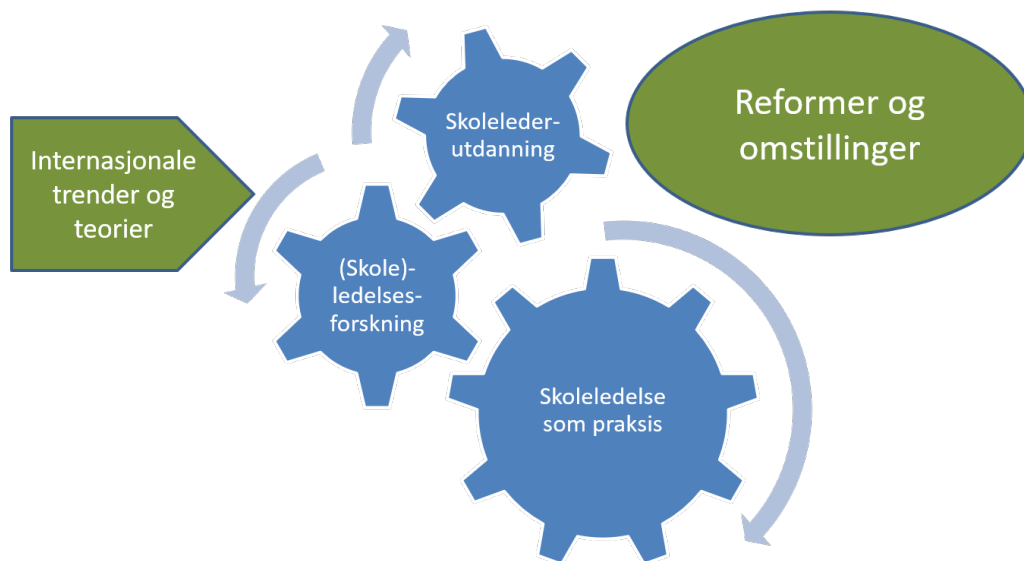 Internasjonale
trender og
teorier
Skoleleder-
utdanning
(Skole)-
ledelses-
forskning
Skoleledelse
som praksis
Reformer og
omstillinger